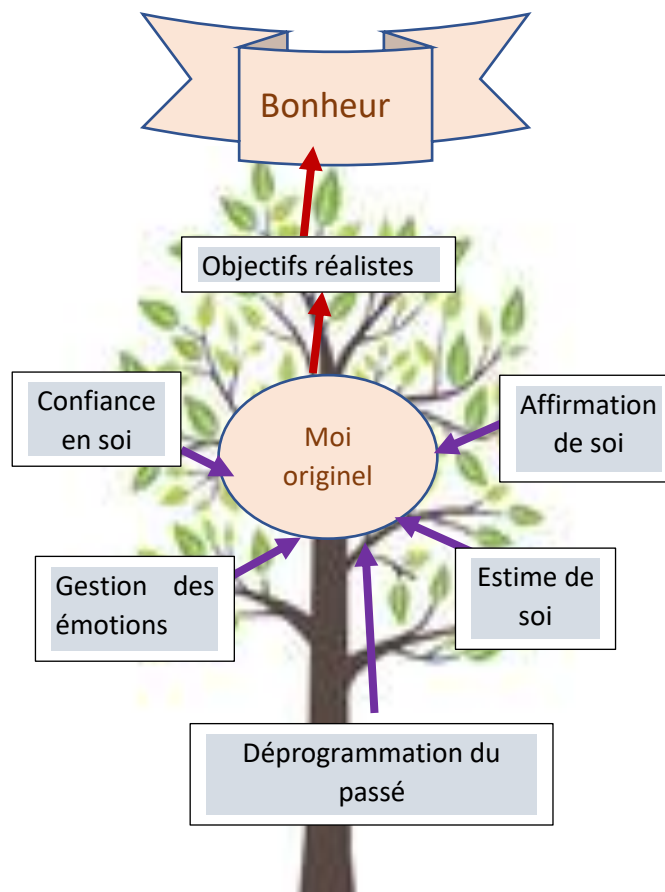 Bonheur
Objectifs réalistes
Confiance
en soi
Affirmation
de soi
Moi
originel
Gestion des
émotions
Estime de
soi
Déprogrammation du
passé